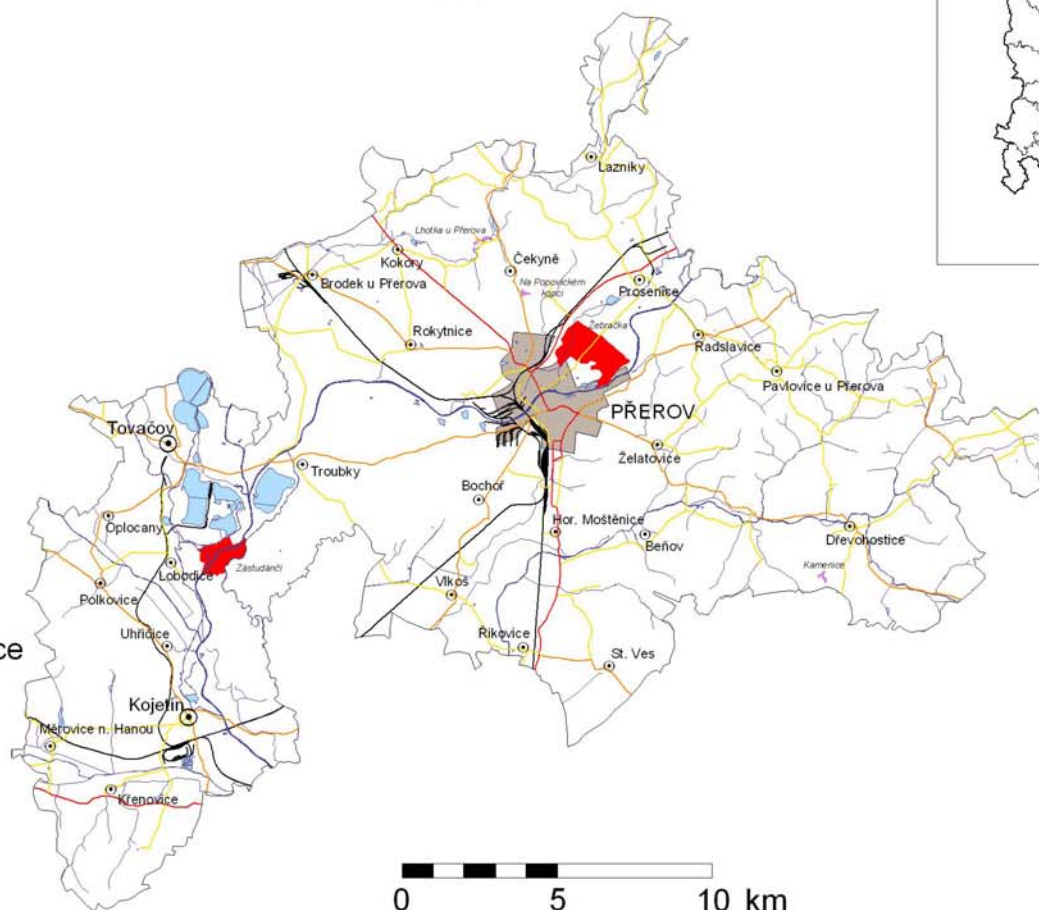 Lazniky
Lhotka u Přerova
Kokory
Čekyně
Brodek u Přerova
Na Popovickém
kopci
Prosenice
Rokytnice
Žebračka
Radslavice
Pavlovice u Přerova
Tovačov
PŘEROV
Želatovice
Troubky
Bochoř
Oplocany
Hor. Moštěnice
Beňov
Dřevohostice
Lobodice
Zástudánčí
Kamenice
Polkovice
Vlkoš
Uhřičice
Říkovice
ce
St. Ves
Kojetín
Měrovice n. Hanou
Křenovice
0 5 10 km